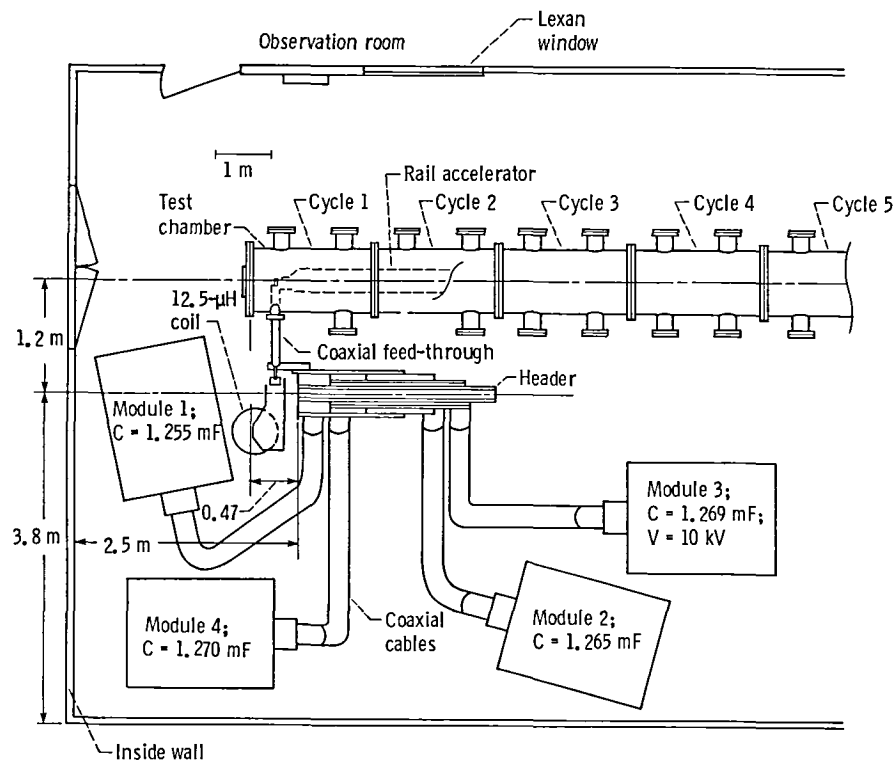 Observation room
Lexan
window
1 m
Rail accelerator
Test
chamber
Cycle 1
Cycle 2
Cycle 3
Cycle 4
Cycle 5
12.5-μH
coil
1.2 m
Coaxial feed-through
Header
Module 1;
C = 1.255 mF
0.47
2.5 m
3.8 m
Module 3;
C = 1.269 mF;
V = 10 kV
Module 4;
C = 1.270 mF
Coaxial
cables
Module 2;
C = 1.265 mF
Inside wall